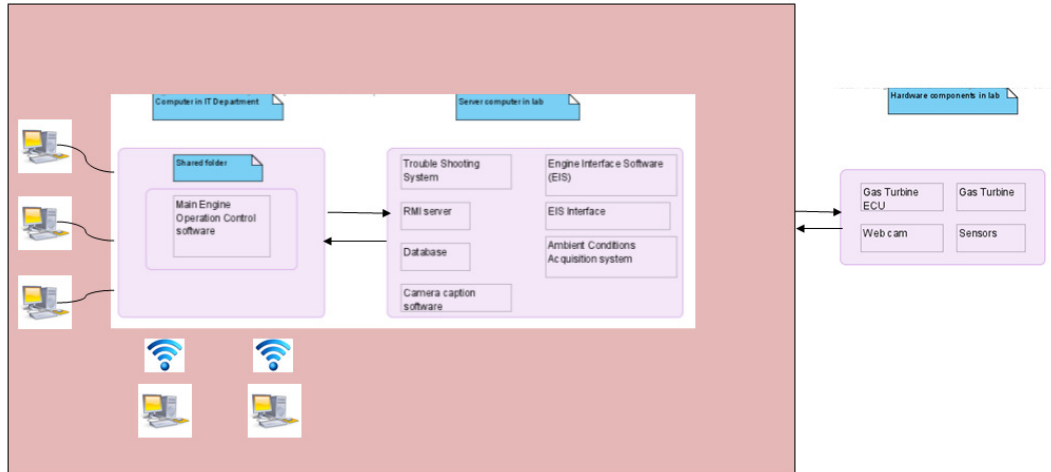 Computer in IT Department
Server computer in lab
Hardware components in lab
Shared folder
Main Engine
Operation Control
software
Trouble Shooting
System
RMI server
Database
Camera caption
software
Engine Interface Software
(EIS)
EIS Interface
Ambient Conditions
Acquisition system
Gas Turbine
ECU
Gas Turbine
Web cam
Sensors